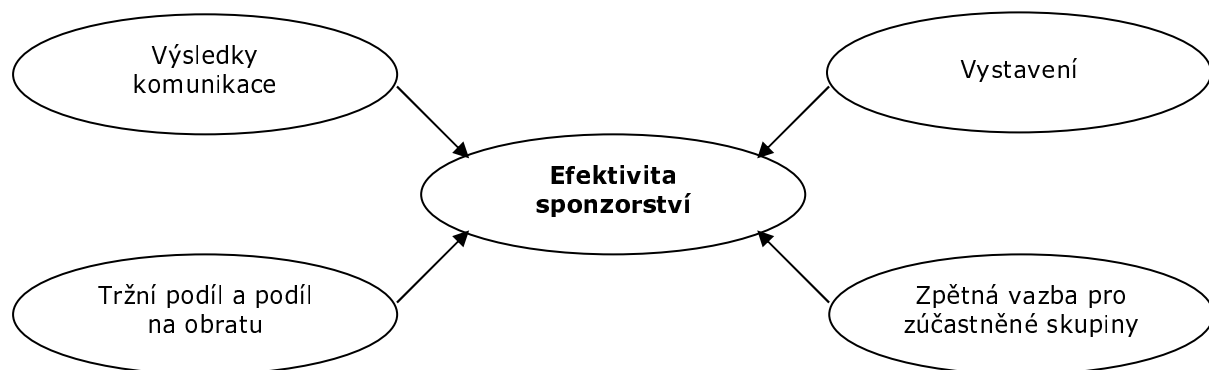 Výsledky
komunikace
Vystavení
Efektivita
sponzorství
Tržní podíl a podíl
na obratu
Zpětná vazba pro
zúčastněné skupiny